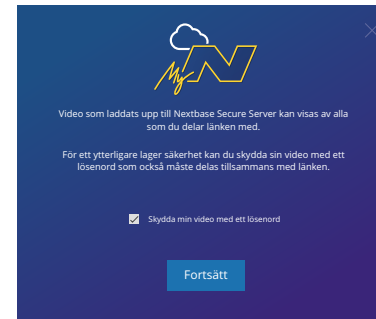 My N
Video som laddats upp till Nextbase Secure Server kan visas av alla
som du delar länken med.
För ett ytterligare lager säkerhet kan du skydda sin video med ett
lösenord som också måste delas tillsammans med länken.
Skydda min video med ett lösenord
Fortsätt